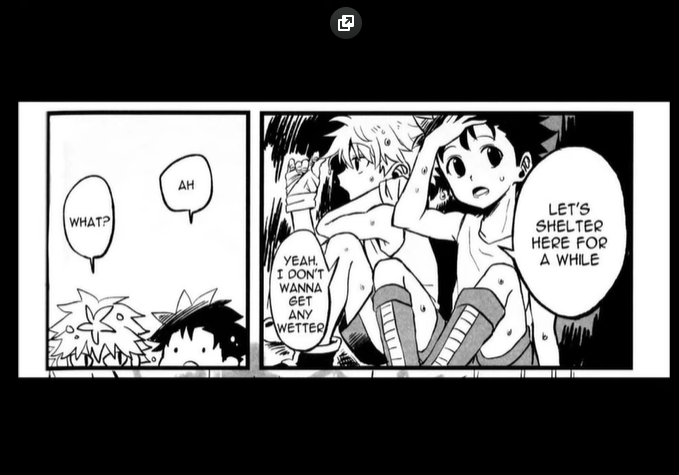 LET'S
SHELTER
HERE FOR
A WHILE
YEAH,
I DON'T
WANNA
GET
ANY
WETTER
AH
WHAT?